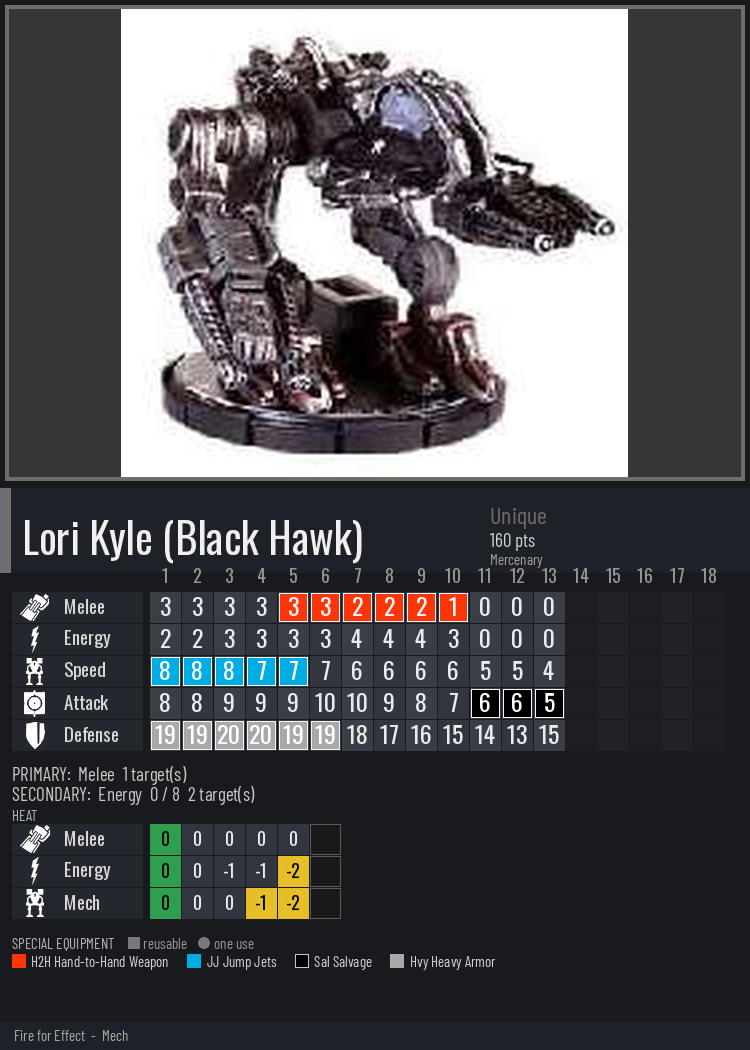 Lori Kyle (Black Hawk)
Unique
160 pts
Mercenary
1 2 3 4 5 6 7 8 9 10 11 12 13 14 15 16 17 18
Melee 3 3 3 3 3 3 2 2 2 1 0 0 0
Energy 2 2 3 3 3 3 4 4 4 3 0 0 0
Speed 8 8 8 7 7 7 6 6 6 6 5 5 4
Attack 8 8 9 9 9 10 10 9 8 7 6 6 5
Defense 19 19 20 20 19 19 18 17 16 15 14 13 15
PRIMARY: Melee 1 target(s)
SECONDARY: Energy 0 / 8 2 target(s)
HEAT
Melee 0 0 0 0 0
Energy 0 0 -1 -1 -2
Mech 0 0 0 -1 -2
SPECIAL EQUIPMENT reusable one use
H2H Hand-to-Hand Weapon JJ Jump Jets Sal Salvage Hvy Heavy Armor
Fire for Effect - Mech